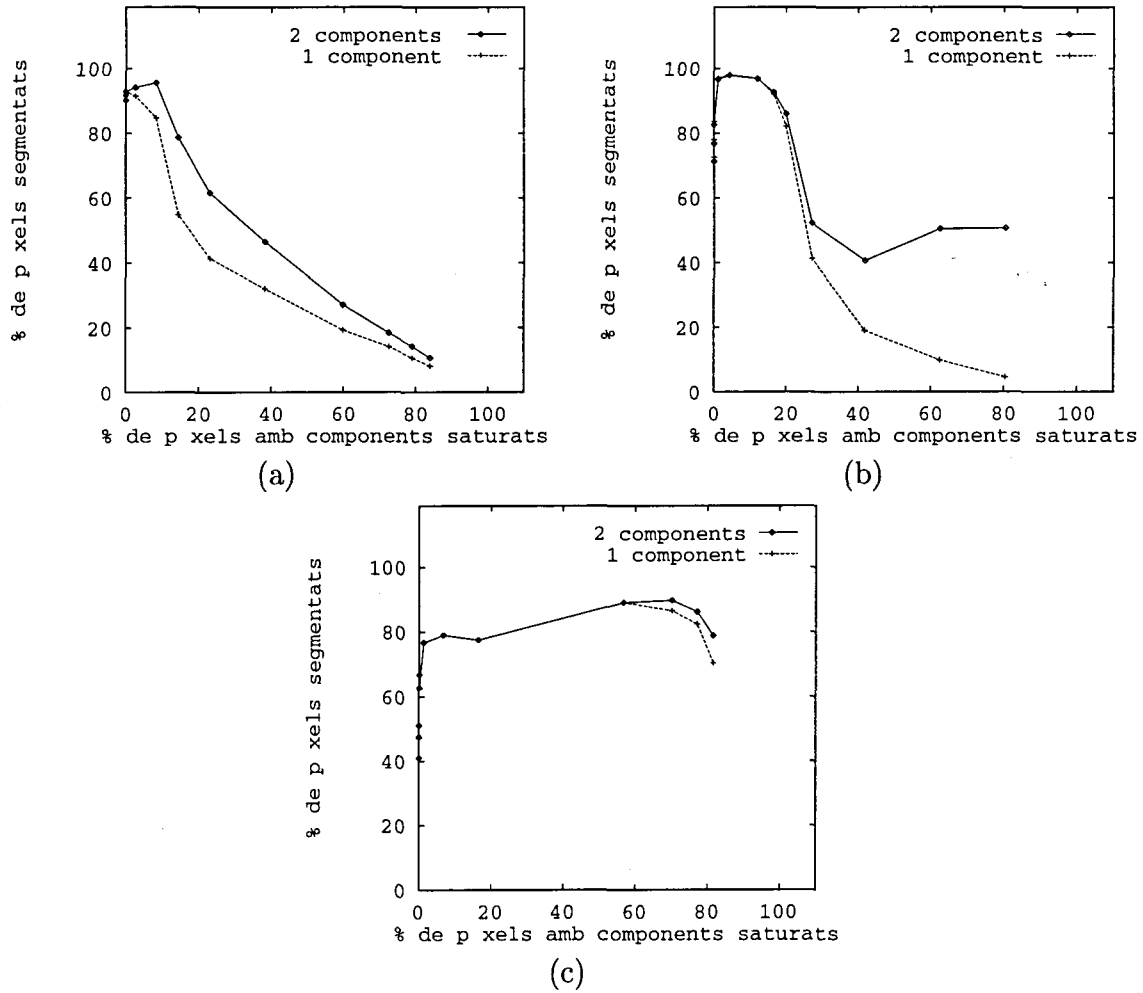 2 components
1 component
100
80
60
40
20
0
% de p xels segmentats
0 20 40 60 80 100
% de p xels amb components saturats
(a)
2 components
1 component
100
80
60
40
20
0
% de p xels segmentats
0 20 40 60 80 100
% de p xels amb components saturats
(b)
2 components
1 component
100
80
60
40
20
0
% de p xels segmentats
0 20 40 60 80 100
% de p xels amb components saturats
(c)